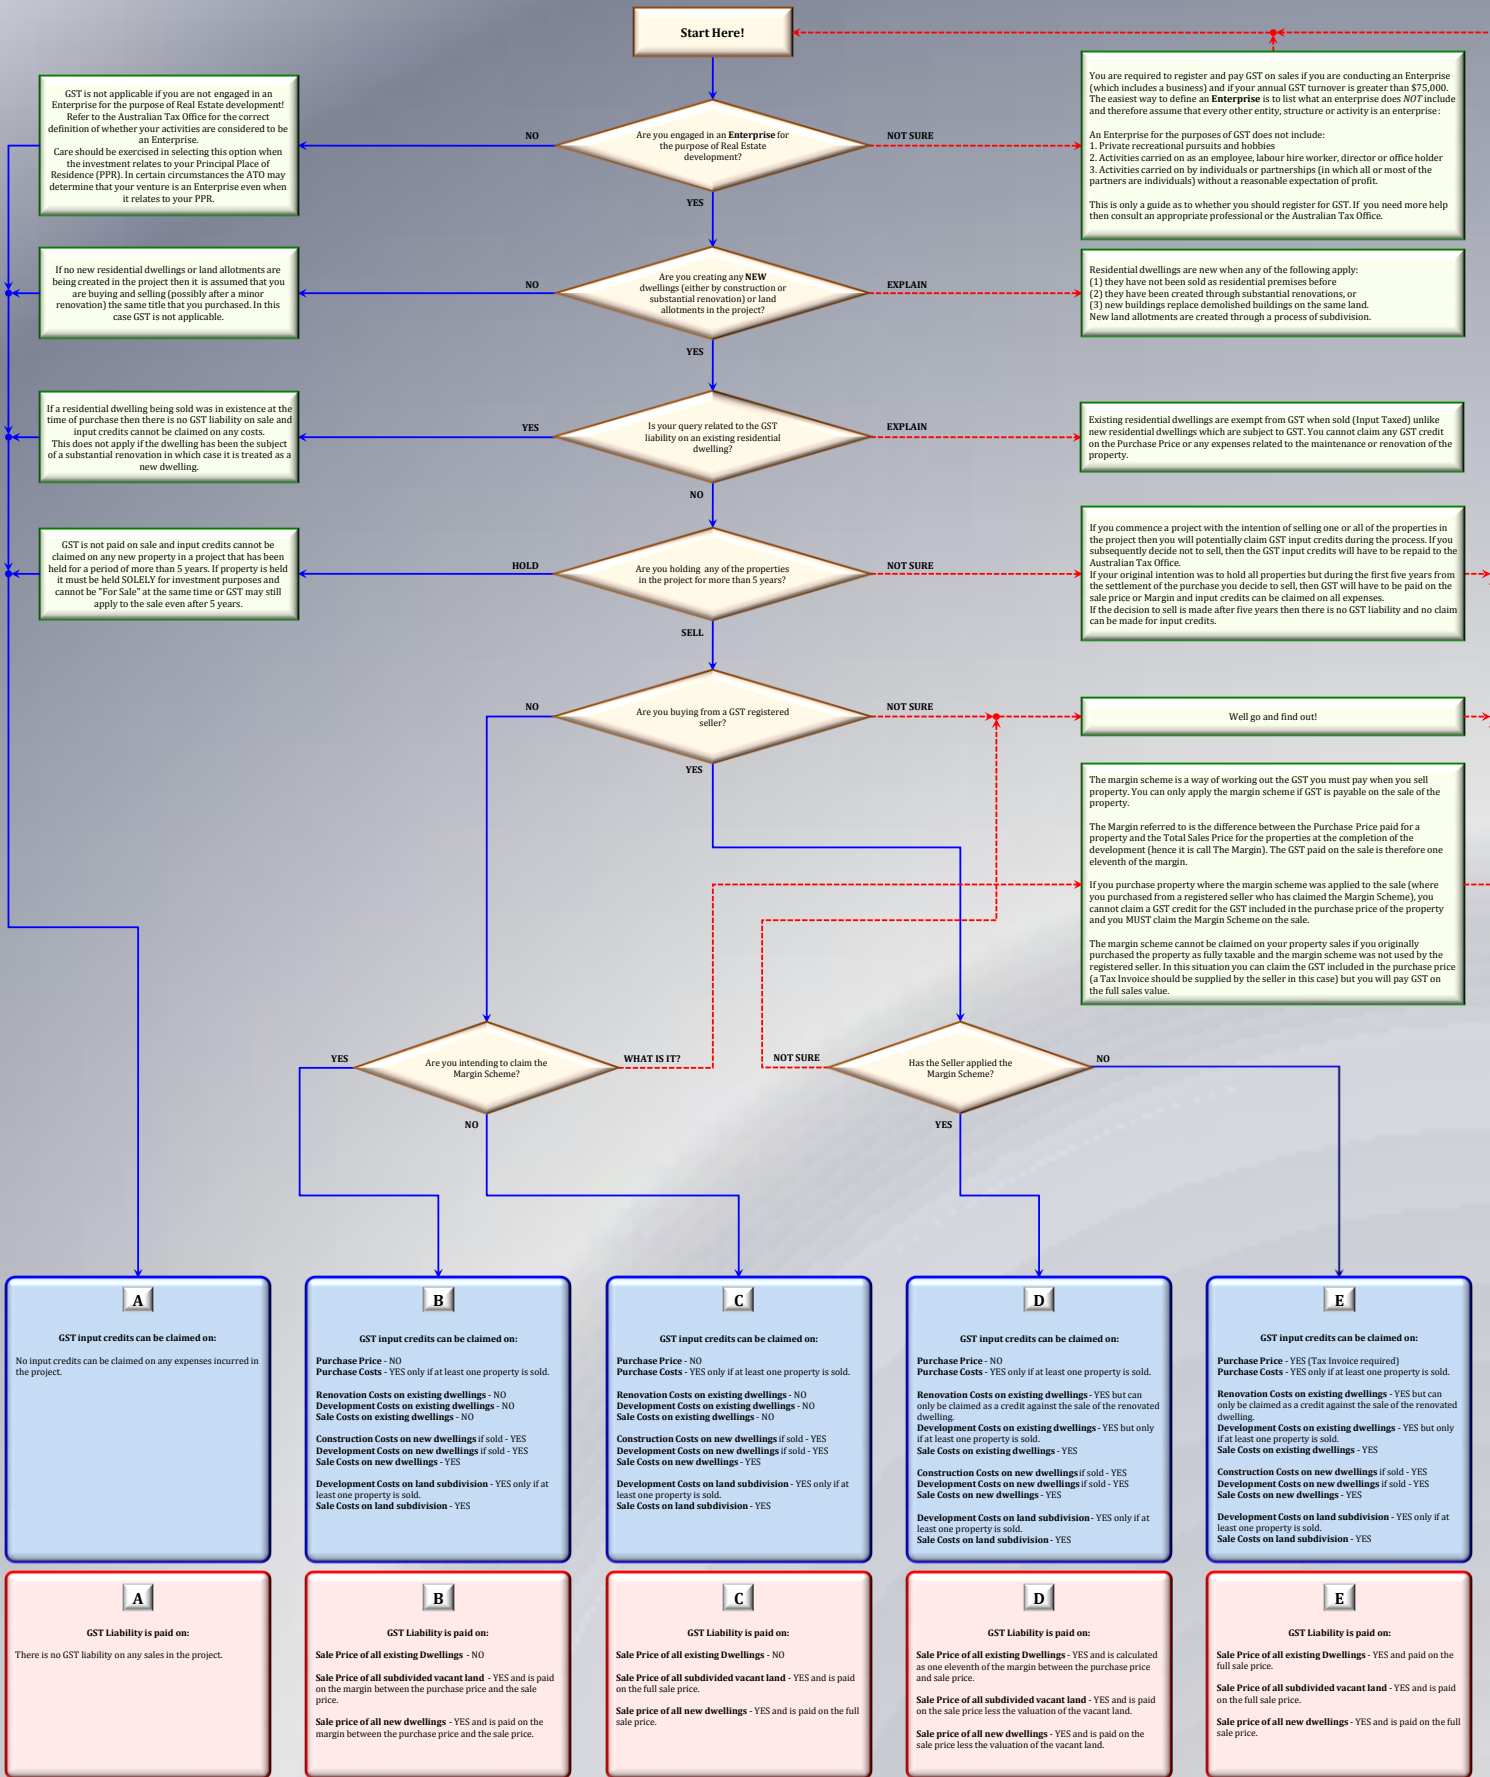 Start Here!
GST is not applicable if you are not engaged in an
Enterprise for the purpose of Real Estate development!
Refer to the Australian Tax Office for the correct
definition of whether your activities are considered to be
an Enterprise.
Care should be exercised in selecting this option when
the investment relates to your Principal Place of
Residence (PPR). In certain circumstances the ATO may
determine that your venture is an Enterprise even when
it relates to your PPR.
NO
Are you engaged in an Enterprise for
the purpose of Real Estate
development?
NOT SURE
YES
You are required to register and pay GST on sales if you are conducting an Enterprise
(which includes a business) and if your annual GST turnover is greater than $75,000.
The easiest way to define an Enterprise is to list what an enterprise does NOT include
and therefore assume that every other entity, structure or activity is an enterprise:
An Enterprise for the purposes of GST does not include:
1. Private recreational pursuits and hobbies
2. Activities carried on as an employee, labour hire worker, director or office holder
3. Activities carried on by individuals or partnerships (in which all or most of the
partners are individuals) without a reasonable expectation of profit.
This is only a guide as to whether you should register for GST. If you need more help
then consult an appropriate professional or the Australian Tax Office.
If no new residential dwellings or land allotments are
being created in the project then it is assumed that you
are buying and selling (possibly after a minor
renovation) the same title that you purchased. In this
case GST is not applicable.
NO
Are you creating any NEW
dwellings (either by construction or
substantial renovation) or land
allotments in the project?
EXPLAIN
YES
Residential dwellings are new when any of the following apply:
(1) they have not been sold as residential premises before
(2) they have been created through substantial renovations, or
(3) new buildings replace demolished buildings on the same land.
New land allotments are created through a process of subdivision.
If a residential dwelling being sold was in existence at the
time of purchase then there is no GST liability on sale and
input credits cannot be claimed on any costs.
This does not apply if the dwelling has been the subject
of a substantial renovation in which case it is treated as a
new dwelling.
YES
Is your query related to the GST
liability on an existing residential
dwelling?
EXPLAIN
NO
Existing residential dwellings are exempt from GST when sold (Input Taxed) unlike
new residential dwellings which are subject to GST. You cannot claim any GST credit
on the Purchase Price or any expenses related to the maintenance or renovation of the
property.
GST is not paid on sale and input credits cannot be
claimed on any new property in a project that has been
held for a period of more than 5 years. If property is held
it must be held SOLELY for investment purposes and
cannot be "For Sale" at the same time or GST may still
apply to the sale even after 5 years.
HOLD
Are you holding any of the properties
in the project for more than 5 years?
NOT SURE
SELL
If you commence a project with the intention of selling one or all of the properties in
the project then you will potentially claim GST input credits during the process. If you
subsequently decide not to sell, then the GST input credits will have to be repaid to the
Australian Tax Office.
If your original intention was to hold all properties but during the first five years from
the settlement of the purchase you decide to sell, then GST will have to be paid on the
sale price or Margin and input credits can be claimed on all expenses.
If the decision to sell is made after five years then there is no GST liability and no claim
can be made for input credits.
NO
Are you buying from a GST registered
seller?
NOT SURE
YES
Well go and find out!
The margin scheme is a way of working out the GST you must pay when you sell
property. You can only apply the margin scheme if GST is payable on the sale of the
property.
The Margin referred to is the difference between the Purchase Price paid for a
property and the Total Sales Price for the properties at the completion of the
development (hence it is call The Margin). The GST paid on the sale is therefore one
eleventh of the margin.
If you purchase property where the margin scheme was applied to the sale (where
you purchased from a registered seller who has claimed the Margin Scheme), you
cannot claim a GST credit for the GST included in the purchase price of the property
and you MUST claim the Margin Scheme on the sale.
The margin scheme cannot be claimed on your property sales if you originally
purchased the property as fully taxable and the margin scheme was not used by the
registered seller. In this situation you can claim the GST included in the purchase price
(a Tax Invoice should be supplied by the seller in this case) but you will pay GST on
the full sales value.
YES
Are you intending to claim the
Margin Scheme?
WHAT IS IT?
NO
NOT SURE
Has the Seller applied the
Margin Scheme?
NO
YES
A
GST input credits can be claimed on:
No input credits can be claimed on any expenses incurred in
the project.
B
GST input credits can be claimed on:
Purchase Price - NO
Purchase Costs - YES only if at least one property is sold.
Renovation Costs on existing dwellings - NO
Development Costs on existing dwellings - NO
Sale Costs on existing dwellings - NO
Construction Costs on new dwellings if sold - YES
Development Costs on new dwellings if sold - YES
Sale Costs on new dwellings - YES
Development Costs on land subdivision - YES only if at
least one property is sold.
Sale Costs on land subdivision - YES
C
GST input credits can be claimed on:
Purchase Price - NO
Purchase Costs - YES only if at least one property is sold.
Renovation Costs on existing dwellings - NO
Development Costs on existing dwellings - NO
Sale Costs on existing dwellings - NO
Construction Costs on new dwellings if sold - YES
Development Costs on new dwellings if sold - YES
Sale Costs on new dwellings - YES
Development Costs on land subdivision - YES only if at
least one property is sold.
Sale Costs on land subdivision - YES
D
GST input credits can be claimed on:
Purchase Price - NO
Purchase Costs - YES only if at least one property is sold.
Renovation Costs on existing dwellings - YES but can
only be claimed as a credit against the sale of the renovated
dwelling.
Development Costs on existing dwellings - YES but only
if at least one property is sold.
Sale Costs on existing dwellings - YES
Construction Costs on new dwellings if sold - YES
Development Costs on new dwellings if sold - YES
Sale Costs on new dwellings - YES
Development Costs on land subdivision - YES only if at
least one property is sold.
Sale Costs on land subdivision - YES
E
GST input credits can be claimed on:
Purchase Price - YES (Tax Invoice required)
Purchase Costs - YES only if at least one property is sold.
Renovation Costs on existing dwellings - YES but can
only be claimed as a credit against the sale of the renovated
dwelling.
Development Costs on existing dwellings - YES but only
if at least one property is sold.
Sale Costs on existing dwellings - YES
Construction Costs on new dwellings if sold - YES
Development Costs on new dwellings if sold - YES
Sale Costs on new dwellings - YES
Development Costs on land subdivision - YES only if at
least one property is sold.
Sale Costs on land subdivision - YES
A
GST Liability is paid on:
There is no GST liability on any sales in the project.
B
GST Liability is paid on:
Sale Price of all existing Dwellings - NO
Sale Price of all subdivided vacant land - YES and is paid
on the margin between the purchase price and the sale
price.
Sale price of all new dwellings - YES and is paid on the
margin between the purchase price and the sale price.
C
GST Liability is paid on:
Sale Price of all existing Dwellings - NO
Sale Price of all subdivided vacant land - YES and is paid
on the full sale price.
Sale price of all new dwellings - YES and is paid on the full
sale price.
D
GST Liability is paid on:
Sale Price of all existing Dwellings - YES and is calculated
as one eleventh of the margin between the purchase price
and sale price.
Sale Price of all subdivided vacant land - YES and is paid
on the sale price less the valuation of the vacant land.
Sale price of all new dwellings - YES and is paid on the
sale price less the valuation of the vacant land.
E
GST Liability is paid on:
Sale Price of all existing Dwellings - YES and paid on the
full sale price.
Sale Price of all subdivided vacant land - YES and is paid
on the full sale price.
Sale price of all new dwellings - YES and is paid on the full
sale price.